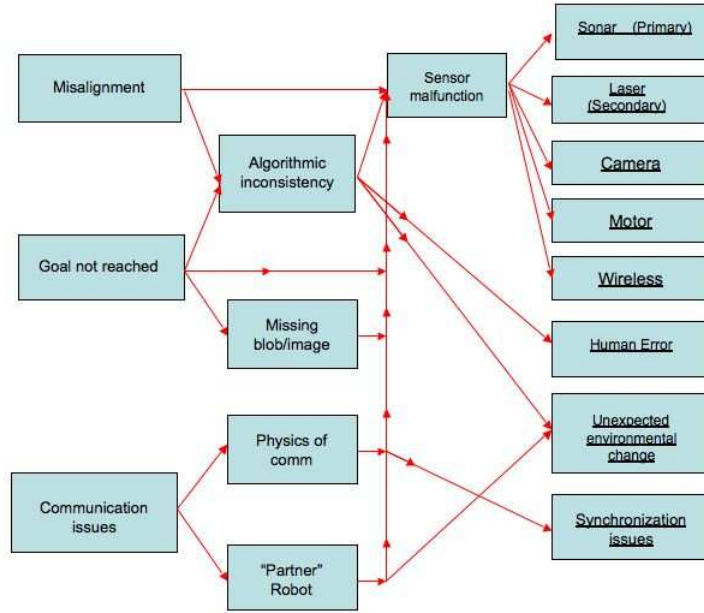 Sonar (Primary)
Misalignment
Sensor
malfunction
Laser
(Secondary)
Algorithmic
inconsistency
Camera
Motor
Goal not reached
Wireless
Missing
blob/image
Human Error
Physics of
comm
Unexpected
environmental
change
Communication
issues
Synchronization
issues
"Partner"
Robot